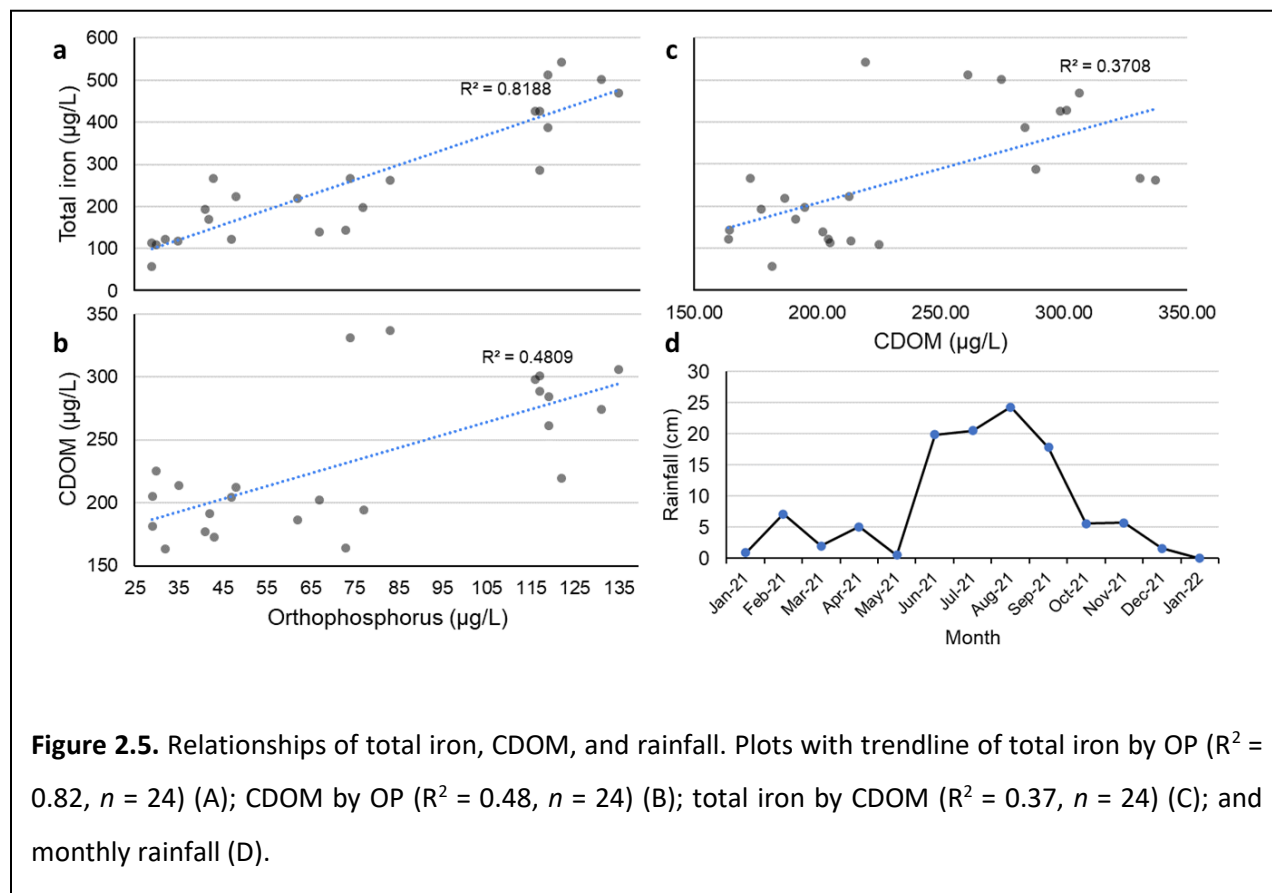 a
600
500
400
300
200
100
0
Total iron (µg/L)
R² = 0.8188
c
R² = 0.3708
150.00 200.00 250.00 300.00 350.00
CDOM (µg/L)
b
350
300
250
200
150
CDOM (µg/L)
R² = 0.4809
25 35 45 55 65 75 85 95 105 115 125 135
Orthophosphorus (µg/L)
d
30
25
20
15
10
5
0
Rainfall (cm)
Jan-21 Feb-21 Mar-21 Apr-21 May-21 Jun-21 Jul-21 Aug-21 Sep-21 Oct-21 Nov-21 Dec-21 Jan-22
Month
Figure 2.5. Relationships of total iron, CDOM, and rainfall. Plots with trendline of total iron by OP (R² =
0.82, n = 24) (A); CDOM by OP (R² = 0.48, n = 24) (B); total iron by CDOM (R² = 0.37, n = 24) (C); and
monthly rainfall (D).